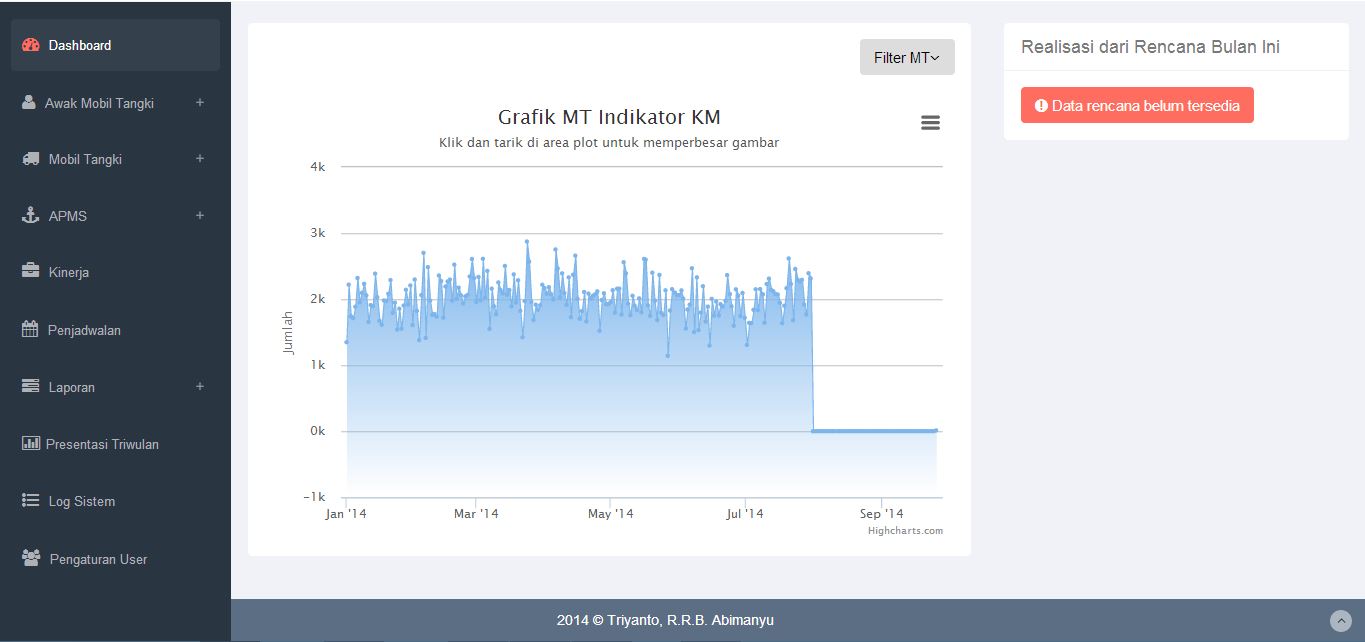 Dashboard
Awak Mobil Tangki +
Mobil Tangki +
APMS +
Kinerja
Penjadwalan
Laporan +
Presentasi Triwulan
Log Sistem
Pengaturan User
Filter MT
Grafik MT Indikator KM
Klik dan tarik di area plot untuk memperbesar gambar
Jumlah
4k
3k
2k
1k
0k
-1k
Jan '14 Mar '14 May '14 Jul '14 Sep '14
Highcharts.com
Realisasi dari Rencana Bulan Ini
Data rencana belum tersedia
2014 © Triyanto, R.R.B. Abimanyu